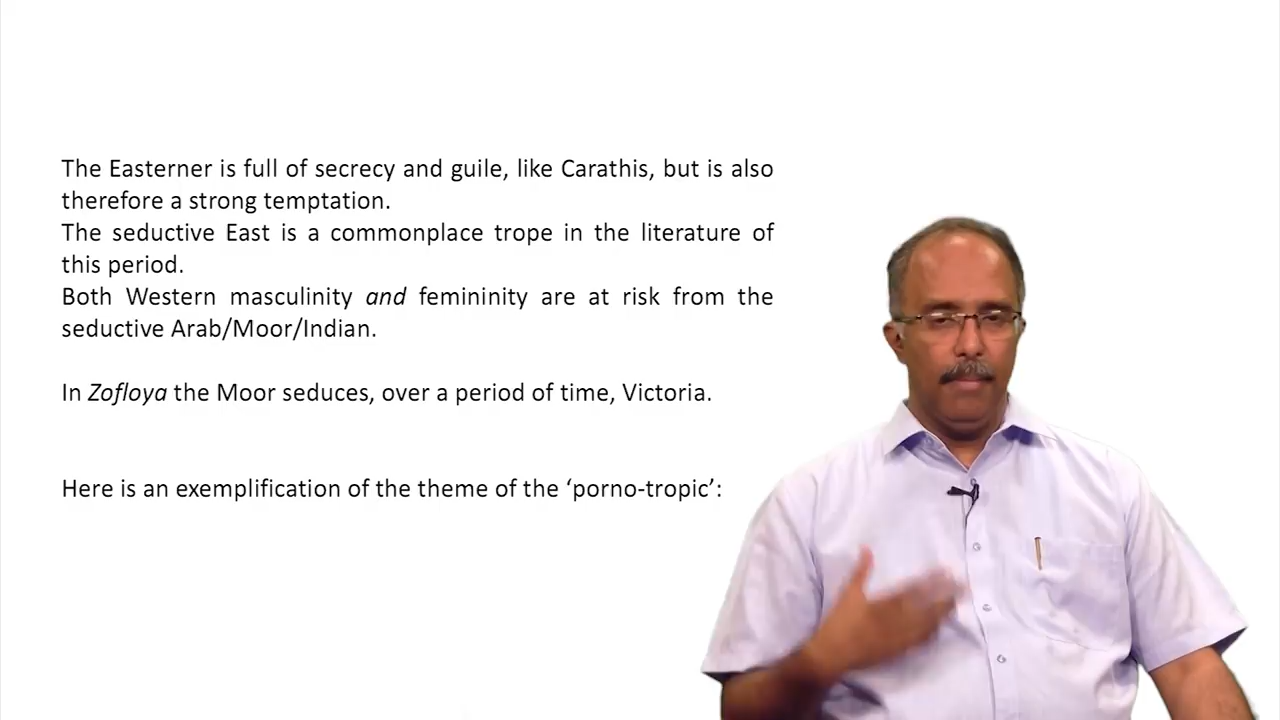 The Easterner is full of secrecy and guile, like Carathis, but is also
therefore a strong temptation.
The seductive East is a commonplace trope in the literature of
this period.
Both Western masculinity and femininity are at risk from the
seductive Arab/Moor/Indian.
In Zofloya the Moor seduces, over a period of time, Victoria.
Here is an exemplification of the theme of the ‘porno-tropic’: